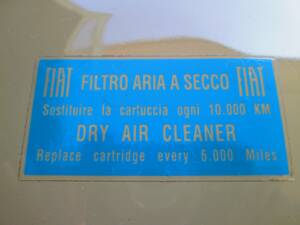 FIAT FILTRO ARIA A SECCO FIAT
Sostituire la cartuccia ogni 10.000 KM
DRY AIR CLEANER
Replace cartridge every 6.000 Miles